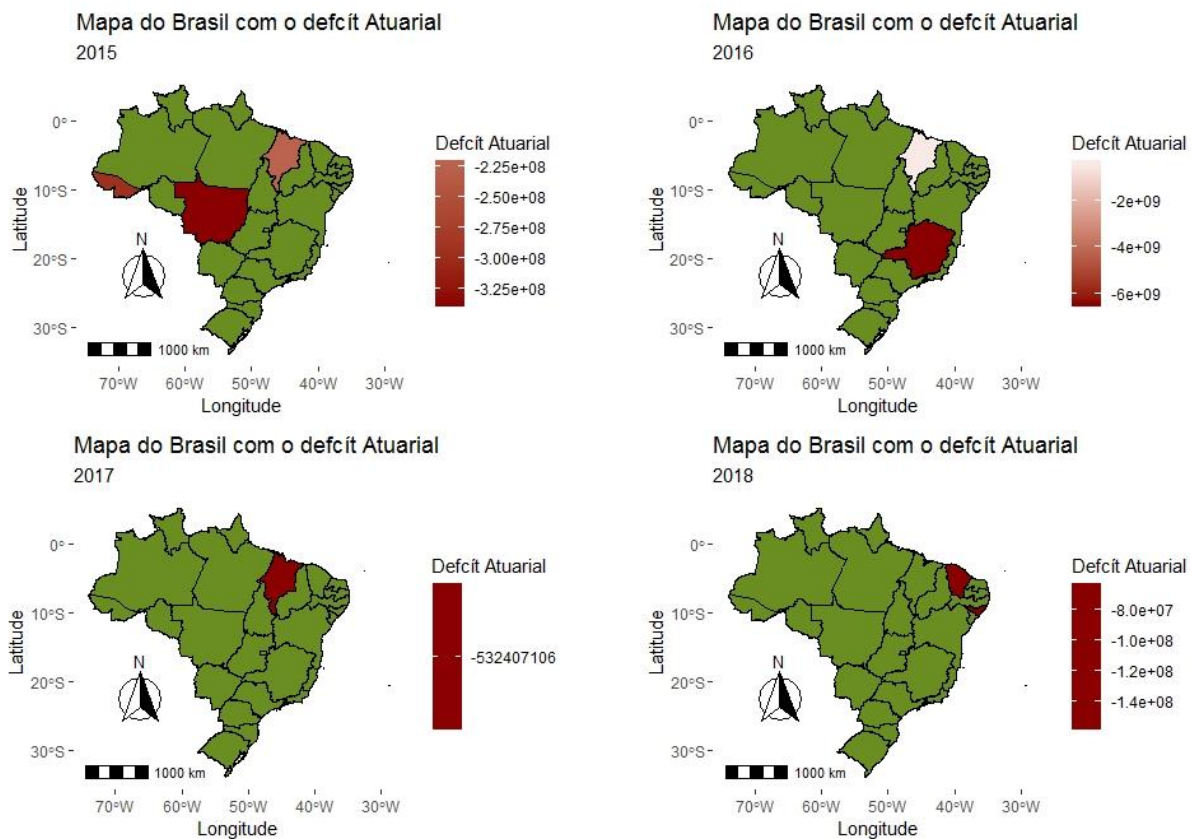 Mapa do Brasil com o defcít Atuarial
2015
0°
10°S
20°S
30°S
Latitude
N
1000 km
70°W 60°W 50°W 40°W 30°W
Longitude
Defcít Atuarial
-2.25e+08
-2.50e+08
-2.75e+08
-3.00e+08
-3.25e+08
Mapa do Brasil com o defcít Atuarial
2016
0°
10°S
20°S
30°S
Latitude
N
1000 km
70°W 60°W 50°W 40°W 30°W
Longitude
Defcít Atuarial
-2e+09
-4e+09
-6e+09
Mapa do Brasil com o defcít Atuarial
2017
0°
10°S
20°S
30°S
Latitude
N
1000 km
70°W 60°W 50°W 40°W 30°W
Longitude
Defcít Atuarial
-532407106
Mapa do Brasil com o defcít Atuarial
2018
0°
10°S
20°S
30°S
Latitude
N
1000 km
70°W 60°W 50°W 40°W 30°W
Longitude
Defcít Atuarial
-8.0e+07
-1.0e+08
-1.2e+08
-1.4e+08